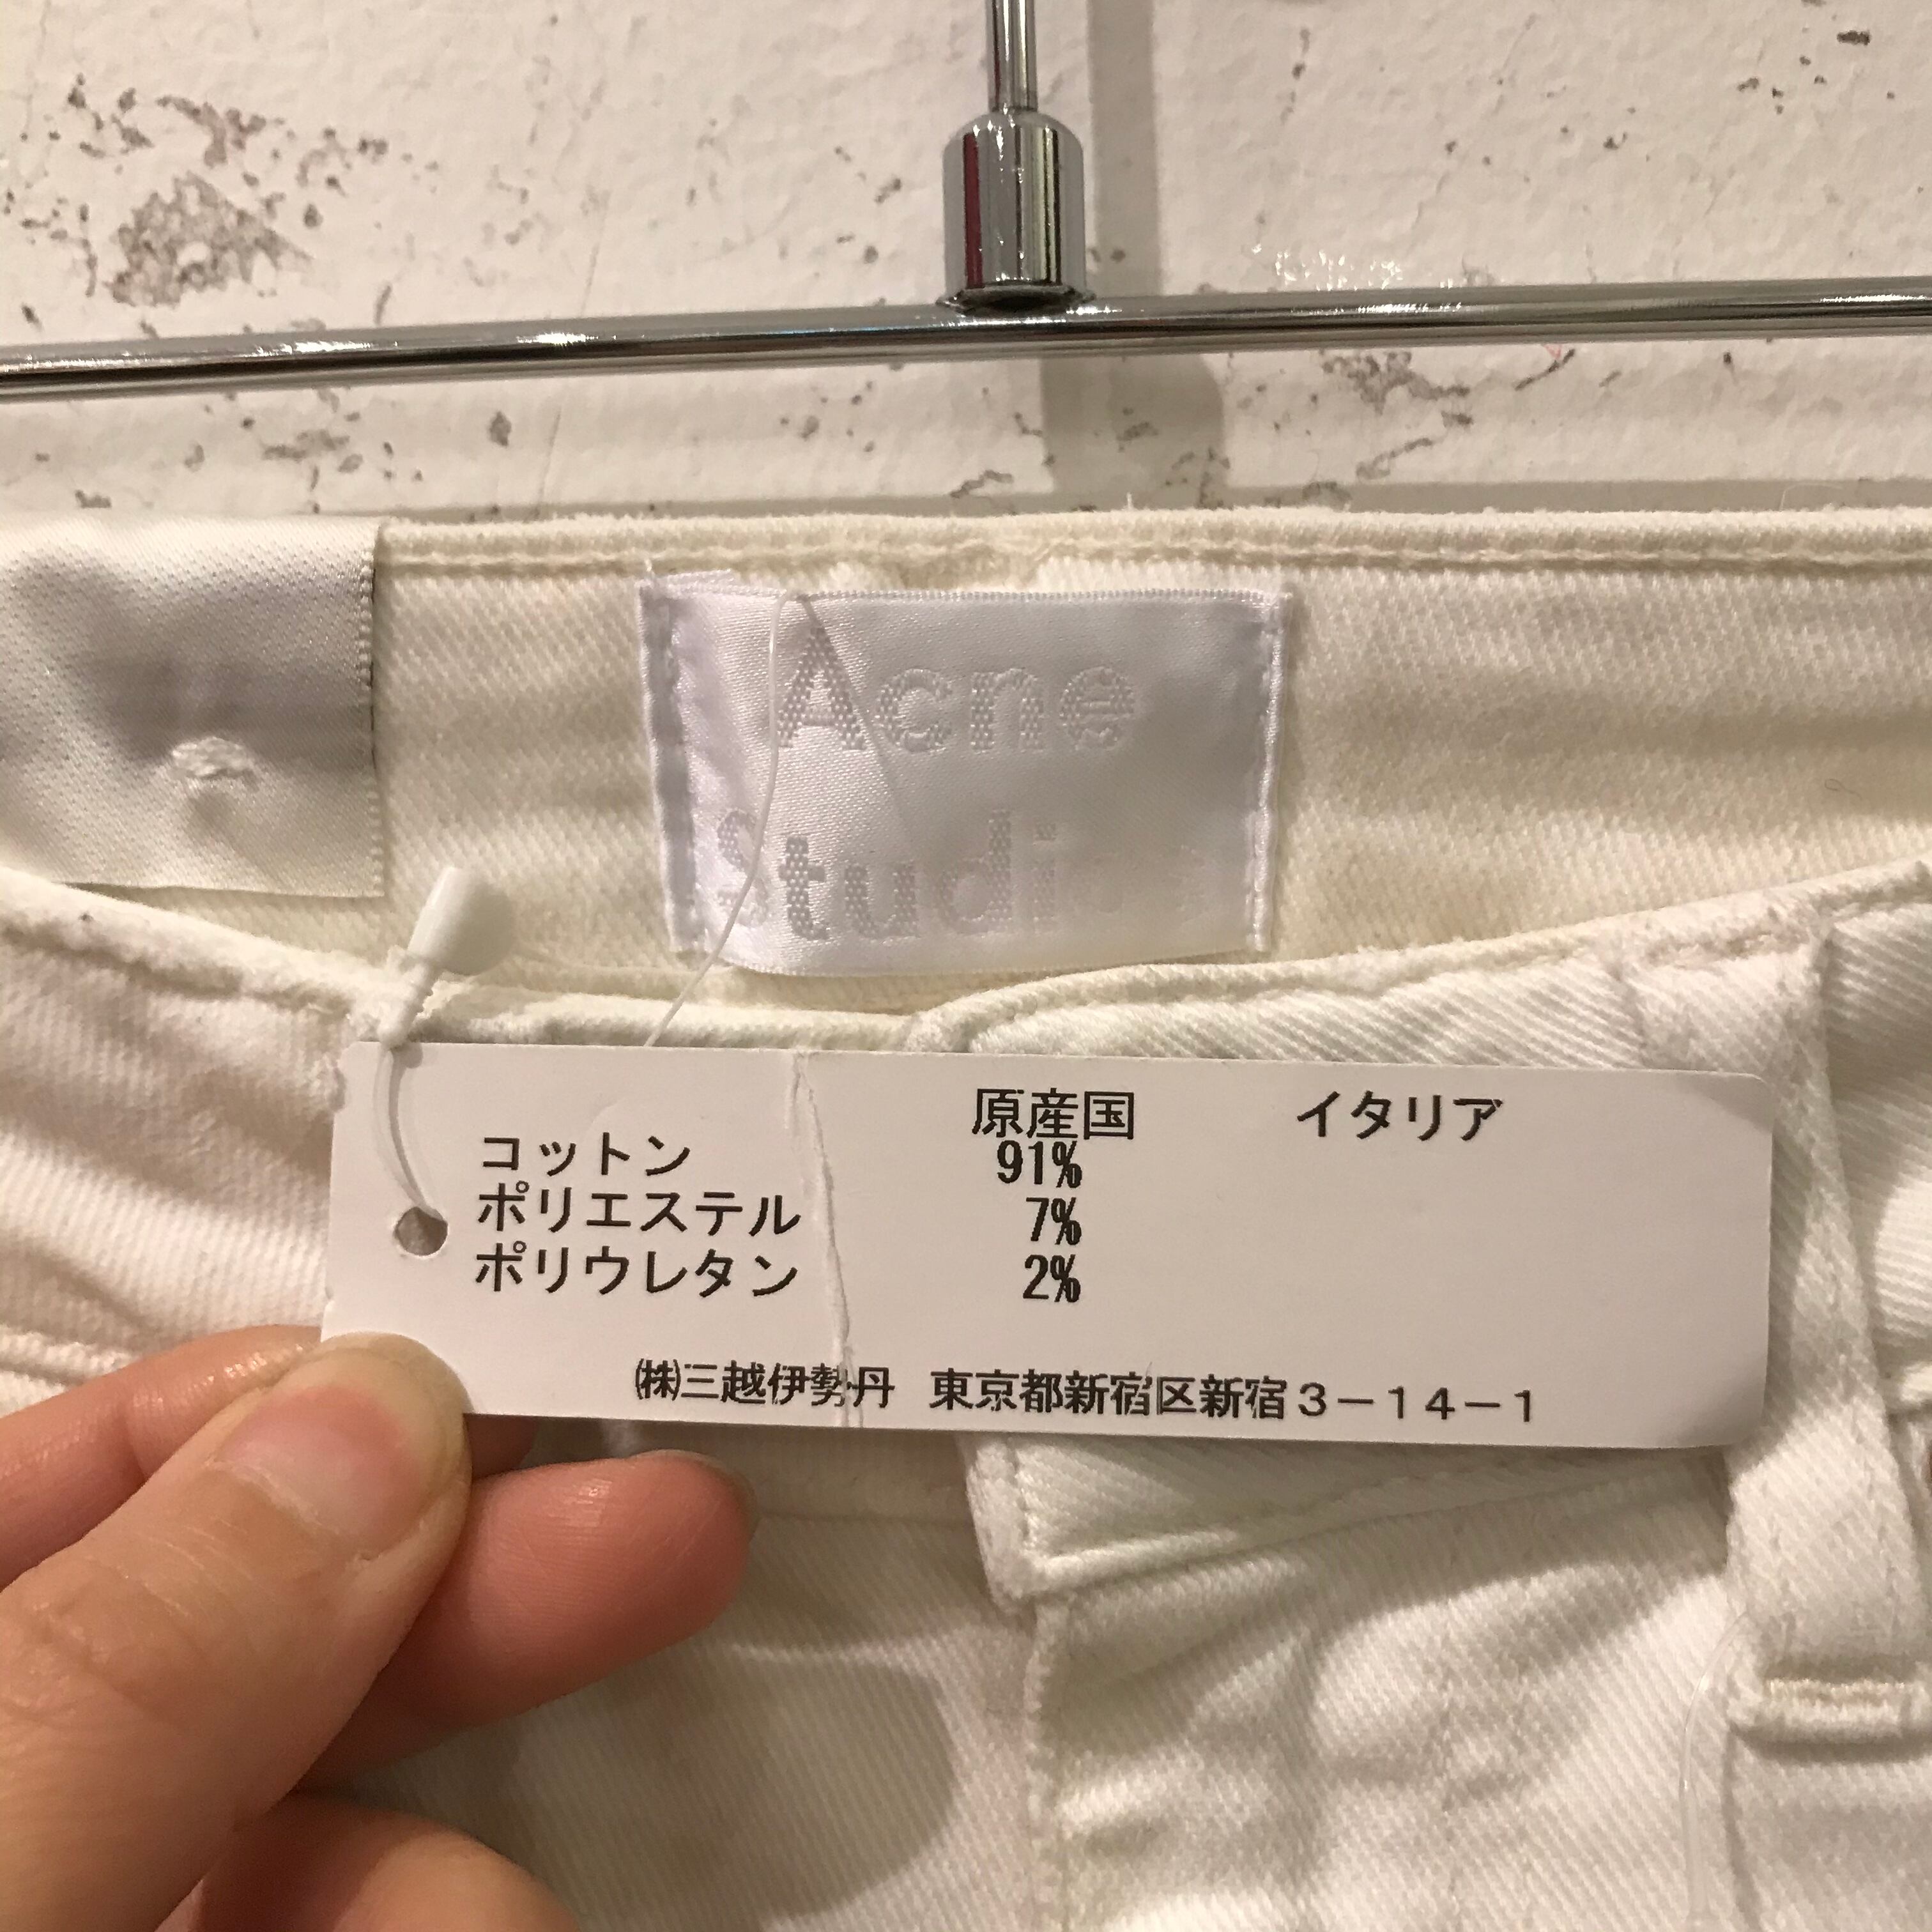 Acne
Studios
原産国 イタリア
コットン 91%
ポリエステル 7%
ポリウレタン 2%
㈱三越伊勢丹 東京都新宿区新宿3－14－1